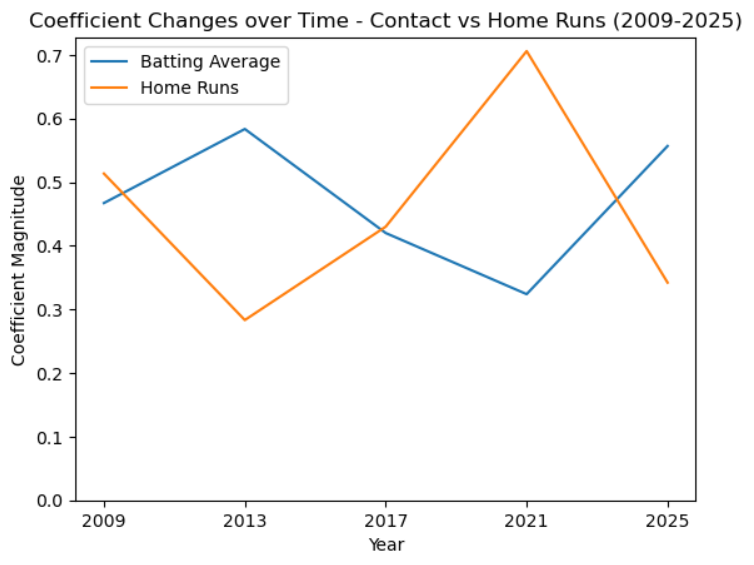 Coefficient Changes over Time - Contact vs Home Runs (2009-2025)
Batting Average
Home Runs
Coefficient Magnitude
0.7
0.6
0.5
0.4
0.3
0.2
0.1
0.0
2009 2013 2017 2021 2025
Year